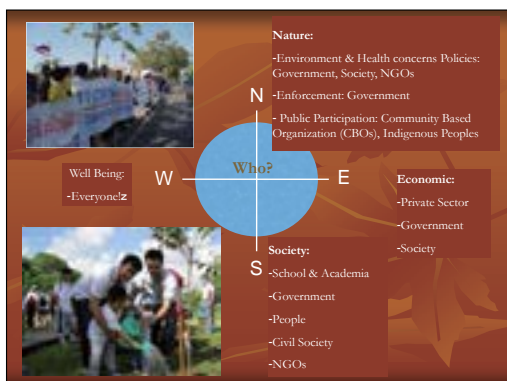 Nature:
-Environment & Health concerns Policies:
Government, Society, NGOs
-Enforcement: Government
- Public Participation: Community Based
Organization (CBOs), Indigenous Peoples
N
Who?
W
E
S
Well Being:
-Everyone!z
Economic:
-Private Sector
-Government
-Society
Society:
-School & Academia
-Government
-People
-Civil Society
-NGOs